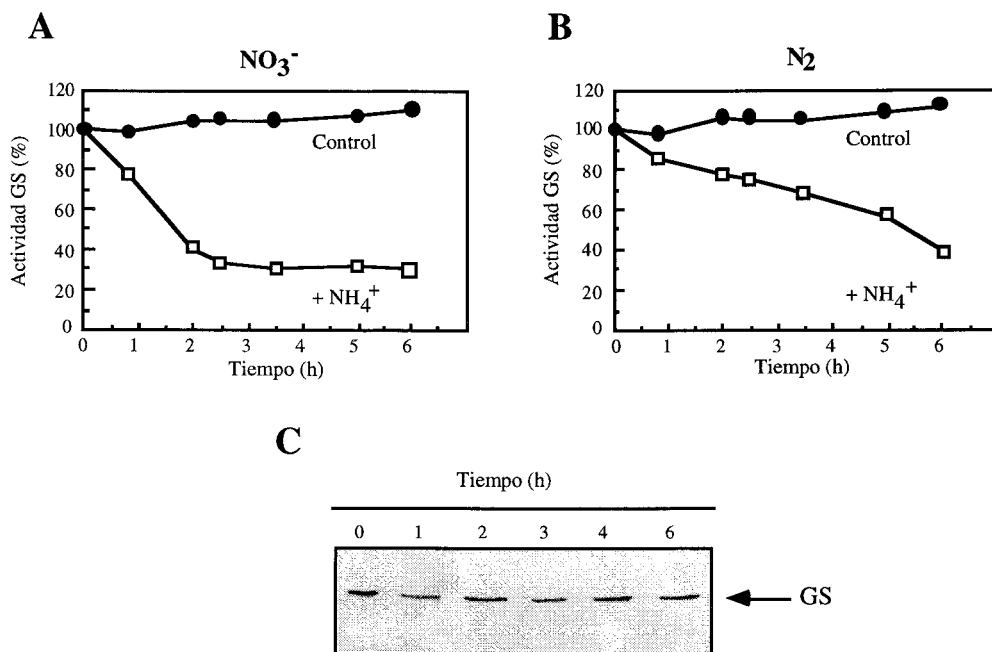 A
NO₃⁻
Actividad GS (%)
120
100
80
60
40
20
0
Control
+ NH₄⁺
0 1 2 3 4 5 6
Tiempo (h)
B
N₂
Actividad GS (%)
120
100
80
60
40
20
0
Control
+ NH₄⁺
0 1 2 3 4 5 6
Tiempo (h)
C
Tiempo (h)
0 1 2 3 4 6
GS